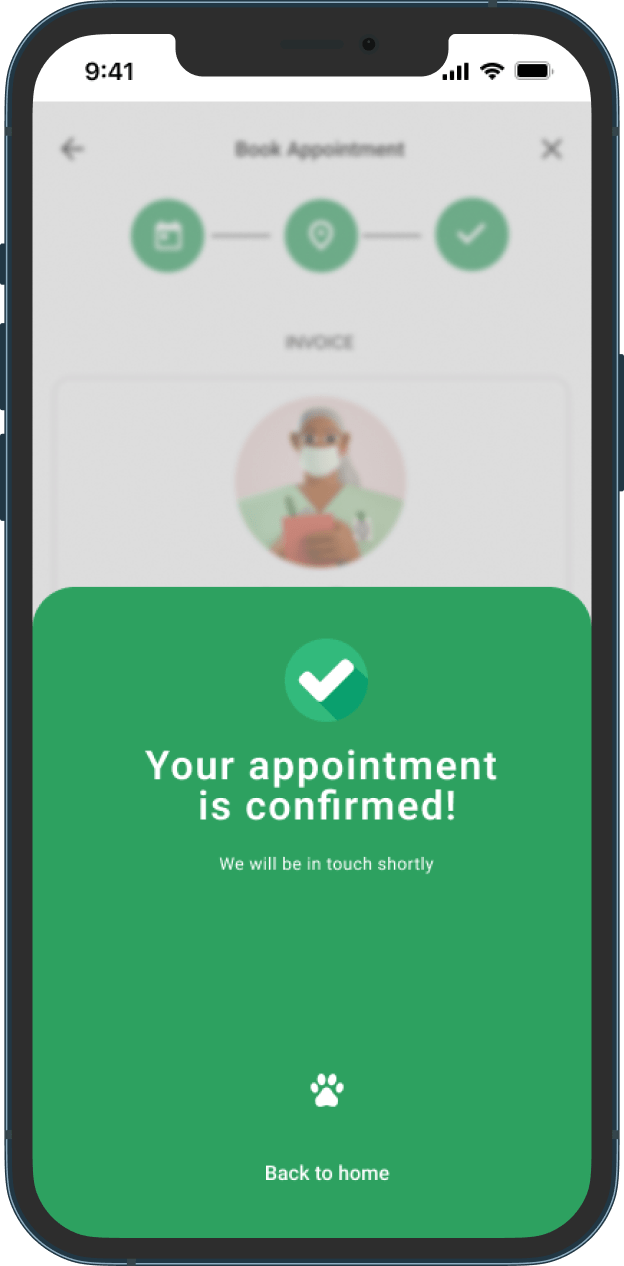 9:41
Book Appointment
INVOICE
Your appointment
is confirmed!
We will be in touch shortly
Back to home